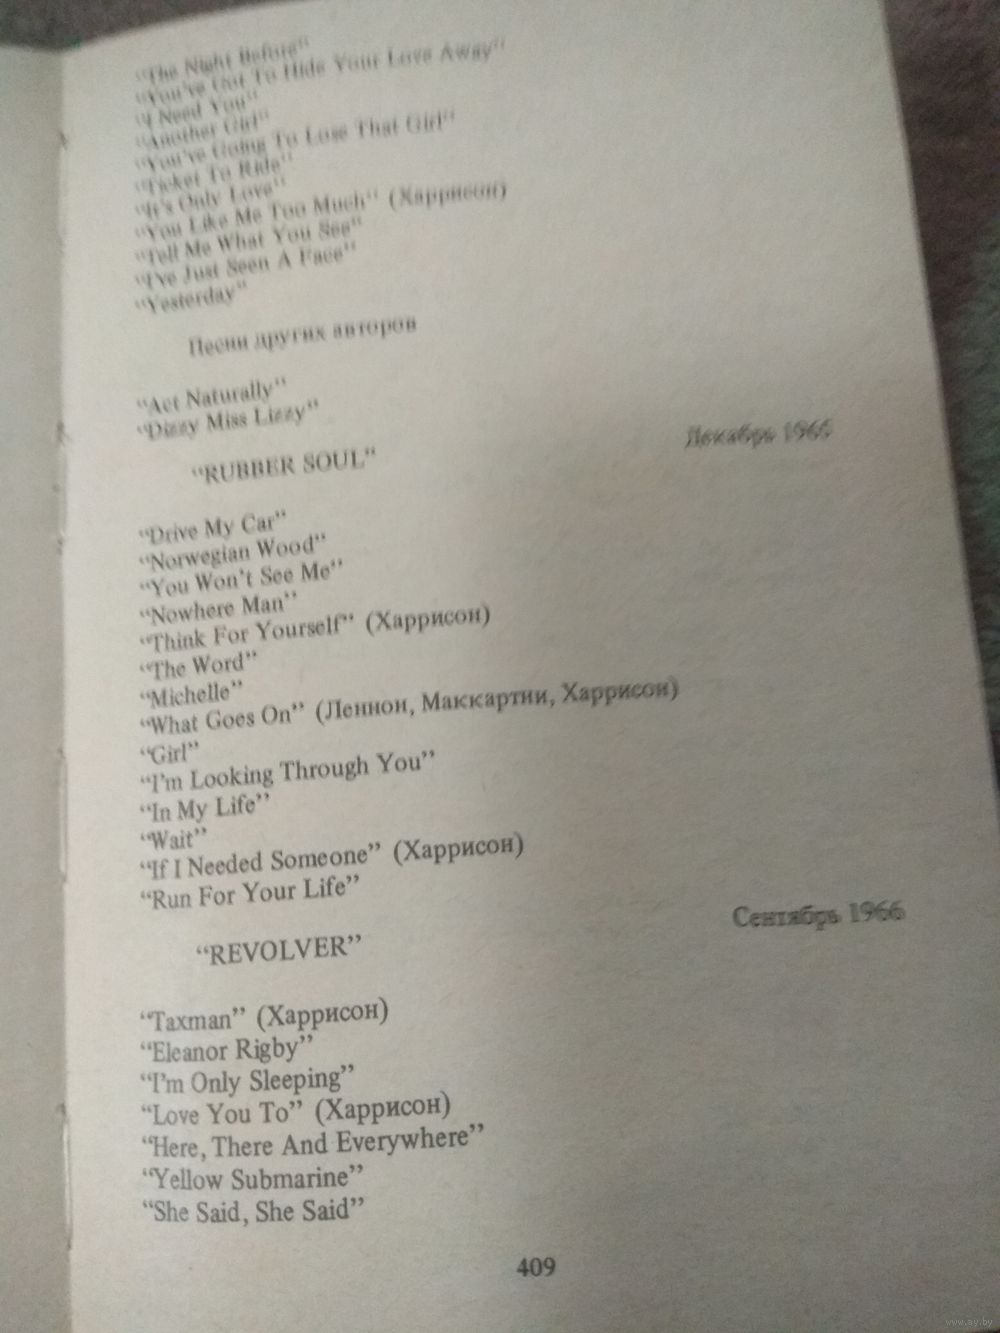 “The Night Before”
“You’ve Got To Hide Your Love Away”
“I Need You”
“Another Girl”
“You’ve Going To Lose That Girl”
“Ticket To Ride”
“It’s Only Love”
“You Like Me Too Much” (Харрисон)
“Tell Me What You See”
“I’ve Just Seen A Face”
“Yesterday”
Песни других авторов
“Act Naturally”
“Dizzy Miss Lizzy”
Декабрь 1965
“RUBBER SOUL”
“Drive My Car”
“Norwegian Wood”
“You Won’t See Me”
“Nowhere Man”
“Think For Yourself” (Харрисон)
“The Word”
“Michelle”
“What Goes On” (Леннон, Маккартни, Харрисон)
“Girl”
“I’m Looking Through You”
“In My Life”
“Wait”
“If I Needed Someone” (Харрисон)
“Run For Your Life”
Сентябрь 1966
“REVOLVER”
“Taxman” (Харрисон)
“Eleanor Rigby”
“I’m Only Sleeping”
“Love You To” (Харрисон)
“Here, There And Everywhere”
“Yellow Submarine”
“She Said, She Said”
409
www.ay.by